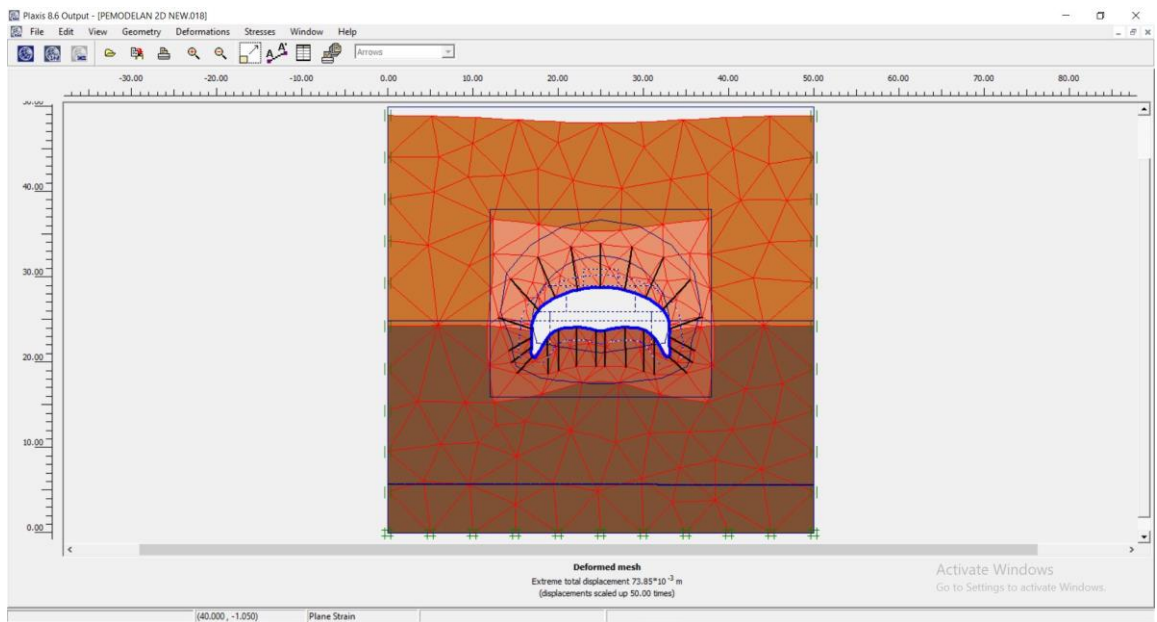 Plaxis 8.6 Output - [PEMODELAN 2D NEW.018]
File Edit View Geometry Deformations Stresses Window Help
Arrows
-30.00 -20.00 -10.00 0.00 10.00 20.00 30.00 40.00 50.00 60.00 70.00 80.00
40.00
30.00
20.00
10.00
0.00
Deformed mesh
Extreme total displacement 73.85*10⁻³ m
(displacements scaled up 50.00 times)
Activate Windows
Go to Settings to activate Windows.
(40.000 , -1.050) Plane Strain